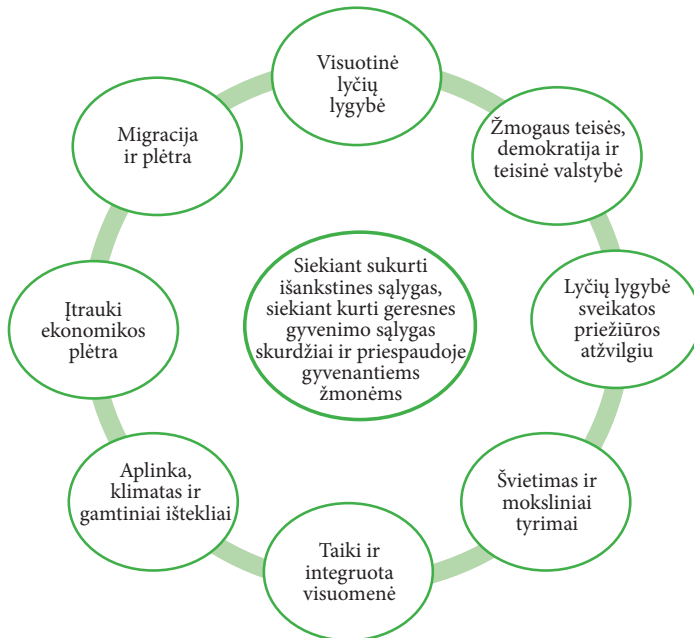 Visuotinė
lyčių
lygybė
Žmogaus teisės,
demokratija ir
teisinė valstybė
Lyčių lygybė
sveikatos
priežiūros
atžvilgiu
Švietimas ir
moksliniai
tyrimai
Taiki ir
integruota
visuomenė
Aplinka,
klimatas ir
gamtiniai ištekliai
Įtrauki
ekonomikos
plėtra
Migracija
ir plėtra
Siekiant sukurti
išankstines sąlygas,
siekiant kurti geresnes
gyvenimo sąlygas
skurdžiai ir priespaudoje
gyvenantiems
žmonėms